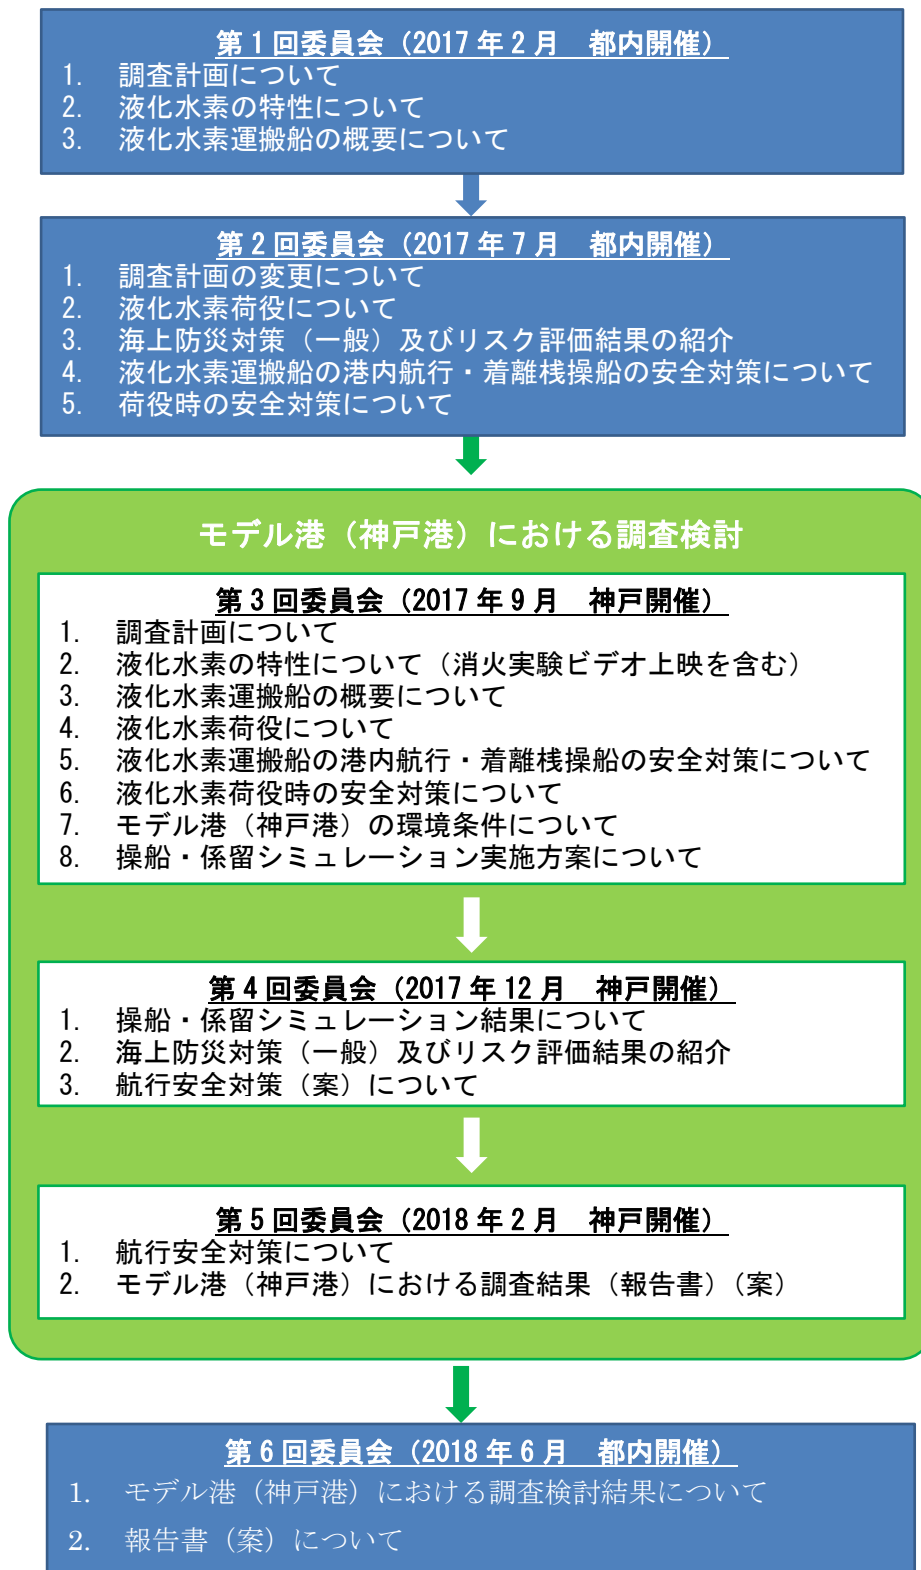 第1回委員会（2017年2月　都内開催）
1. 調査計画について
2. 液化水素の特性について
3. 液化水素運搬船の概要について
第2回委員会（2017年7月　都内開催）
1. 調査計画の変更について
2. 液化水素荷役について
3. 海上防災対策（一般）及びリスク評価結果の紹介
4. 液化水素運搬船の港内航行・着離桟操船の安全対策について
5. 荷役時の安全対策について
モデル港（神戸港）における調査検討
第3回委員会（2017年9月　神戸開催）
1. 調査計画について
2. 液化水素の特性について（消火実験ビデオ上映を含む）
3. 液化水素運搬船の概要について
4. 液化水素荷役について
5. 液化水素運搬船の港内航行・着離桟操船の安全対策について
6. 液化水素荷役時の安全対策について
7. モデル港（神戸港）の環境条件について
8. 操船・係留シミュレーション実施方案について
第4回委員会（2017年12月　神戸開催）
1. 操船・係留シミュレーション結果について
2. 海上防災対策（一般）及びリスク評価結果の紹介
3. 航行安全対策（案）について
第5回委員会（2018年2月　神戸開催）
1. 航行安全対策について
2. モデル港（神戸港）における調査結果（報告書）（案）
第6回委員会（2018年6月　都内開催）
1. モデル港（神戸港）における調査検討結果について
2. 報告書（案）について